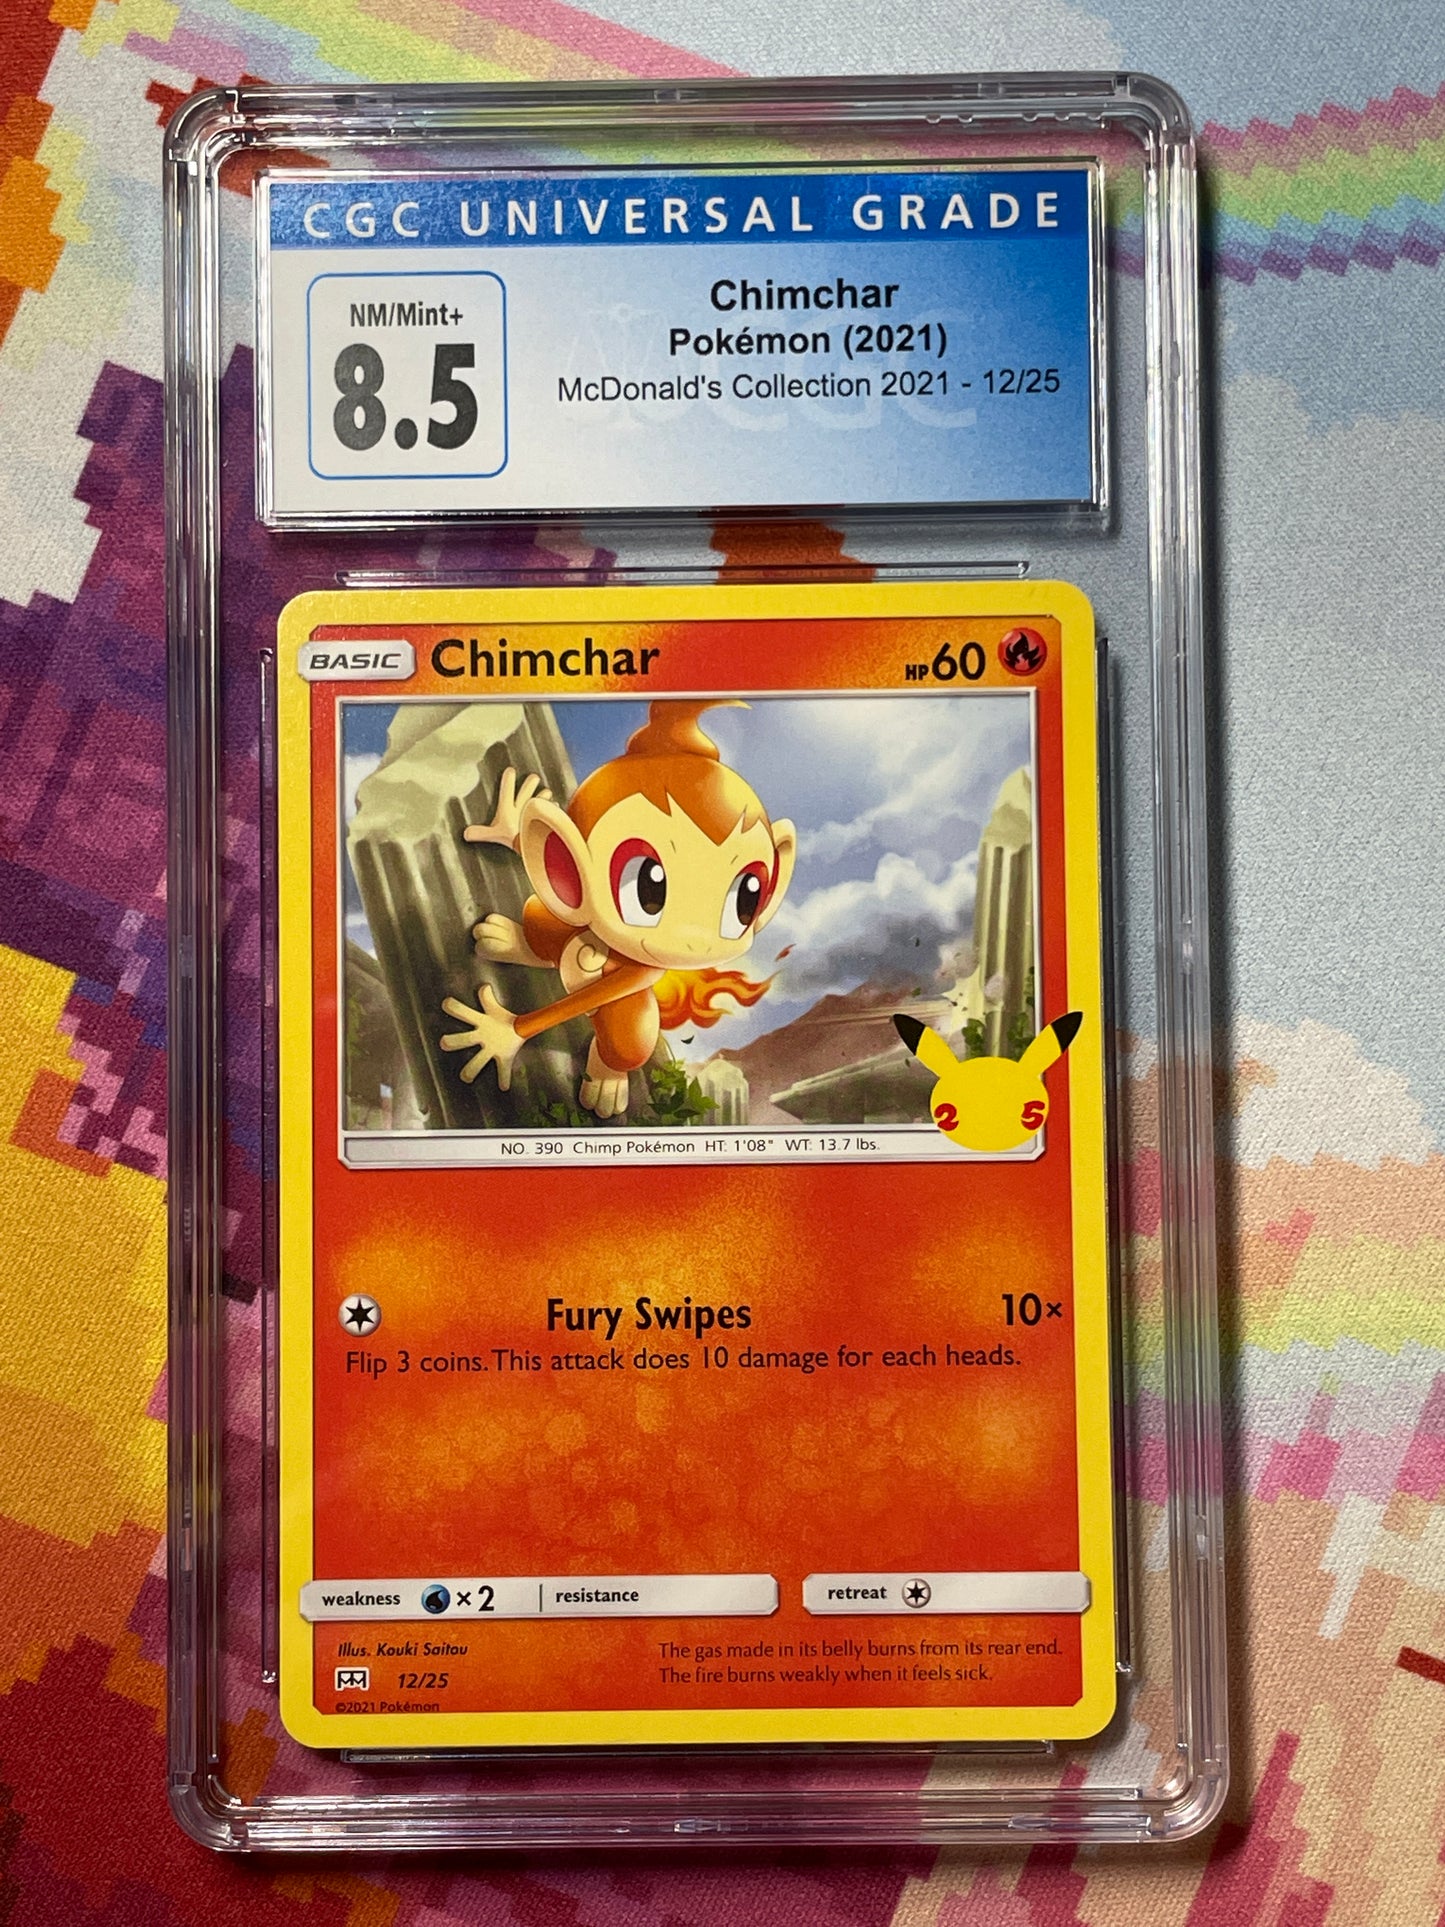 CGC UNIVERSAL GRADE
NM/Mint+
8.5
Chimchar
Pokémon (2021)
McDonald's Collection 2021 - 12/25
BASIC Chimchar HP60
25
NO. 390 Chimp Pokémon HT: 1'08" WT: 13.7 lbs.
Fury Swipes 10×
Flip 3 coins. This attack does 10 damage for each heads.
weakness ×2 resistance retreat
Illus. Kouki Saitou
12/25
©2021 Pokémon
The gas made in its belly burns from its rear end.
The fire burns weakly when it feels sick.